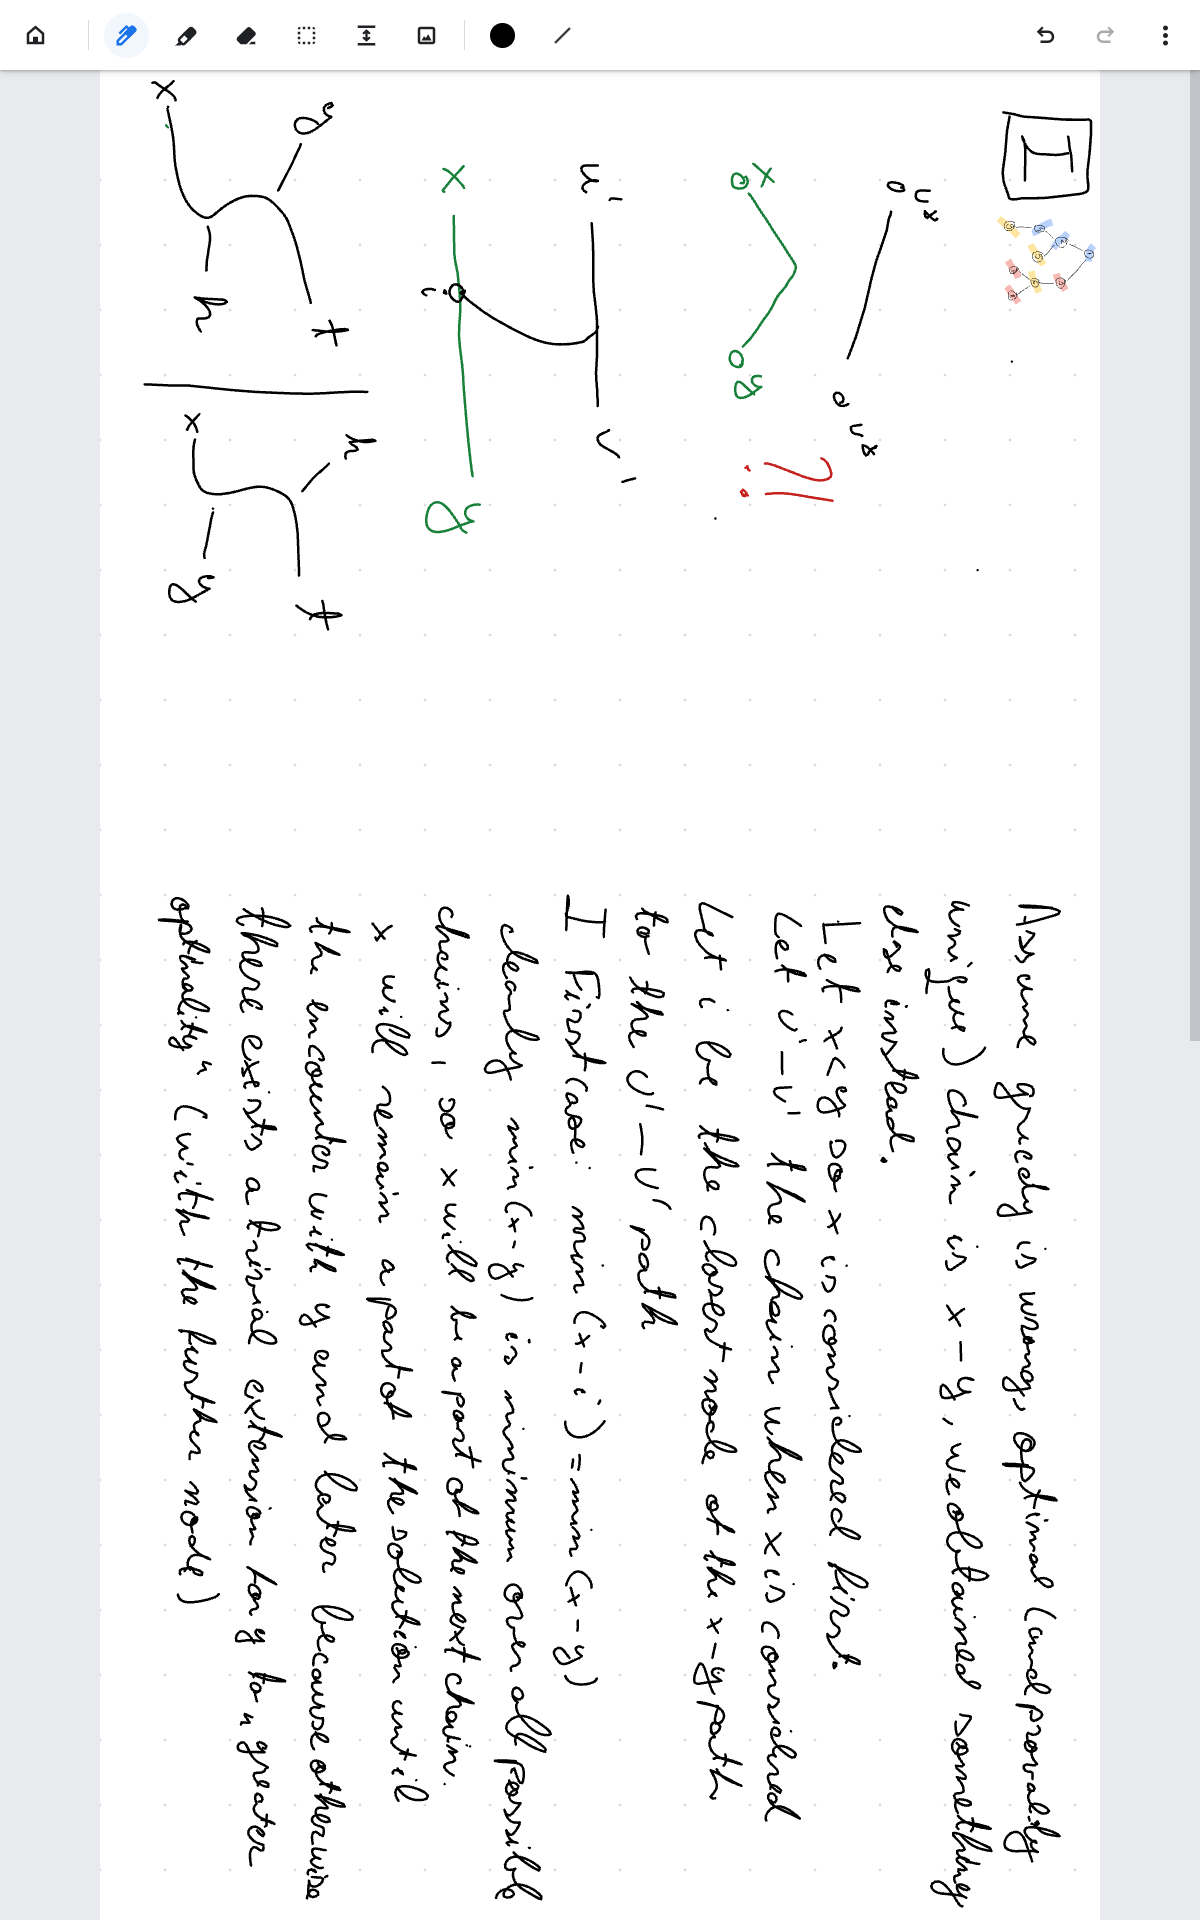 I
u*
v*
x
y
?!
u'
v'
x
i
y
y
x
h
t
x
h
y
t
Assume greedy is wrong, optimal (and provably
unique) chain is x-y, we obtained something
else instead.
Let x<y so x is considered first.
Let u'-v' the chain when x is considered
Let i be the closest node of the x-y path
to the u'-v' path
I First case: min(x-i)=min(x-y)
clearly min(x-y) is minimum over all possible
chains, so x will be a part of the next chain.
x will remain a part of the solution until
the encounter with y and later because otherwise
there exists a trivial extension for y to "greater
optimality" (with the further node)